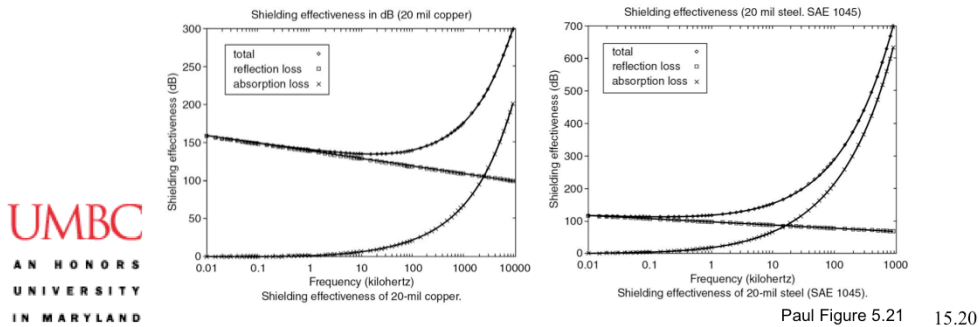 Shielding effectiveness in dB (20 mil copper)
300
250
200
150
100
50
0
Shielding effectiveness (dB)
total
reflection loss
absorption loss
0.01 0.1 1 10 100 1000 10000
Frequency (kilohertz)
Shielding effectiveness of 20-mil copper.
Shielding effectiveness (20 mil steel. SAE 1045)
700
600
500
400
300
200
100
0
Shielding effectiveness (dB)
total
reflection loss
absorption loss
0.01 0.1 1 10 100 1000
Frequency (kilohertz)
Shielding effectiveness of 20-mil steel (SAE 1045).
UMBC
AN HONORS
UNIVERSITY
IN MARYLAND
Paul Figure 5.21
15.20